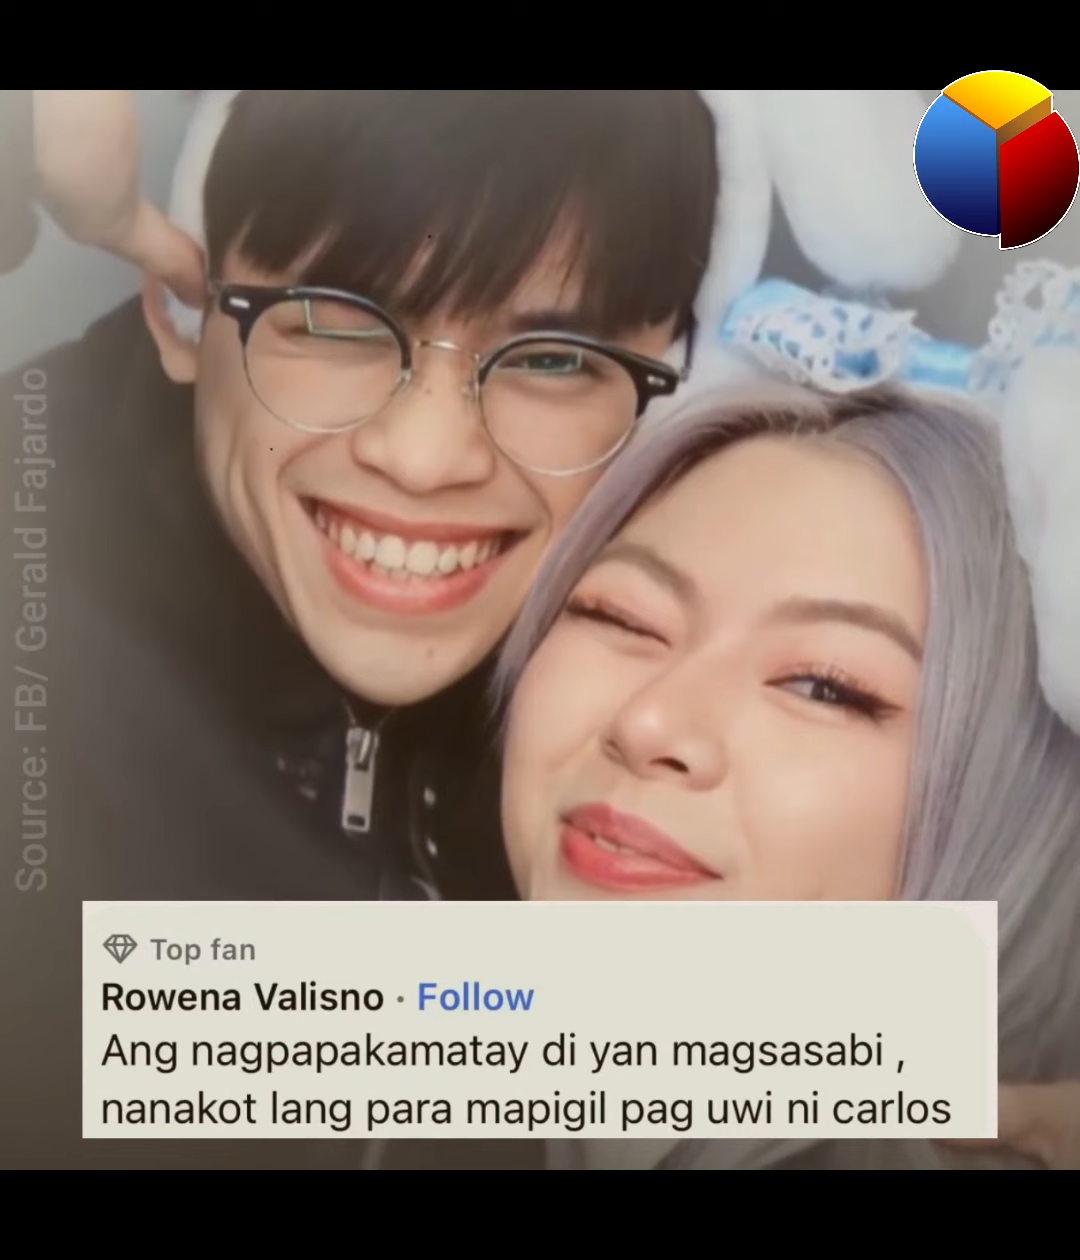 Source: FB/ Gerald Fajardo
Top fan
Rowena Valisno · Follow
Ang nagpapakamatay di yan magsasabi ,
nanakot lang para mapigil pag uwi ni carlos